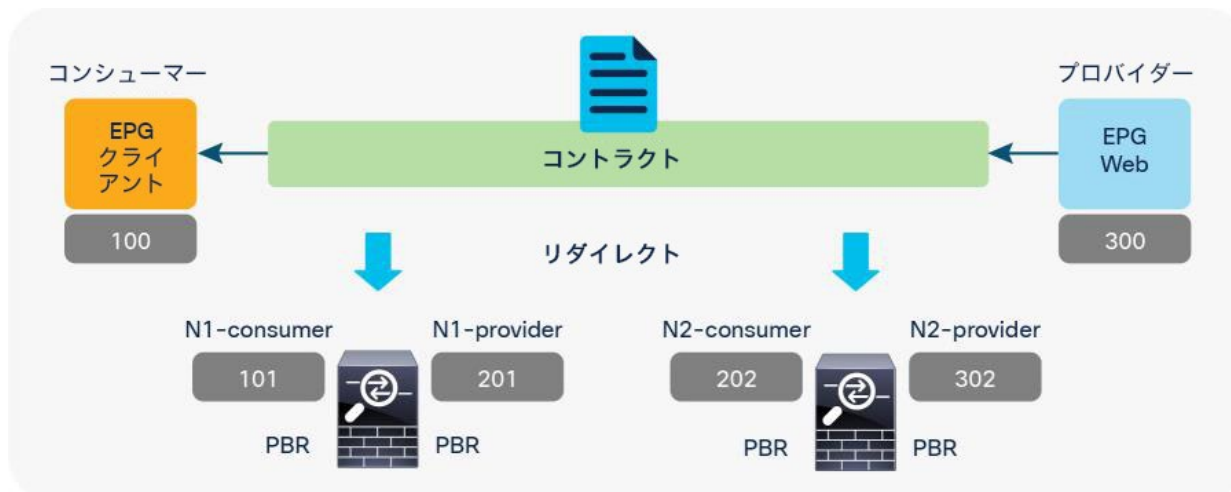 コンシューマー
プロバイダー
EPG
クライ
アント
コントラクト
EPG
Web
100
リダイレクト
300
N1-consumer
N1-provider
N2-consumer
N2-provider
101
201
202
302
PBR
PBR
PBR
PBR